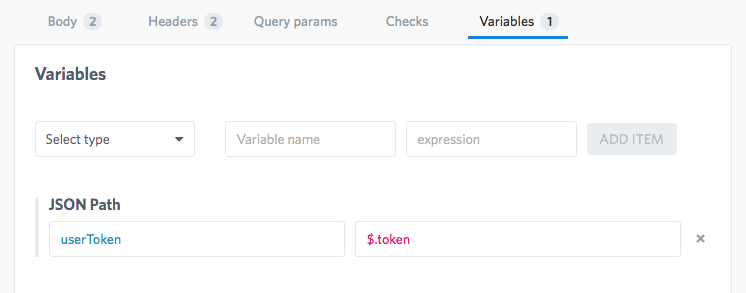 Body 2 Headers 2 Query params Checks Variables 1
Variables
Select type Variable name expression ADD ITEM
JSON Path
userToken $.token ×